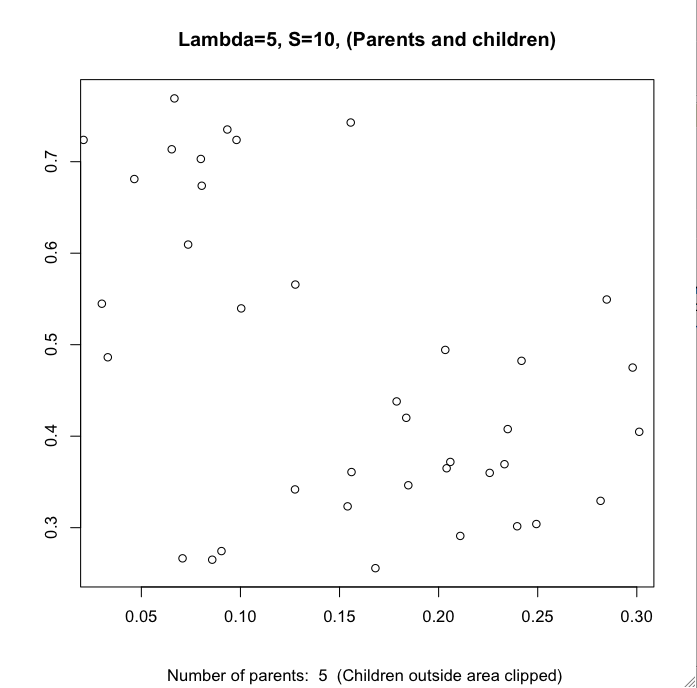 Lambda=5, S=10, (Parents and children)
0.7
0.6
0.5
0.4
0.3
0.05 0.10 0.15 0.20 0.25 0.30
Number of parents:  5  (Children outside area clipped)